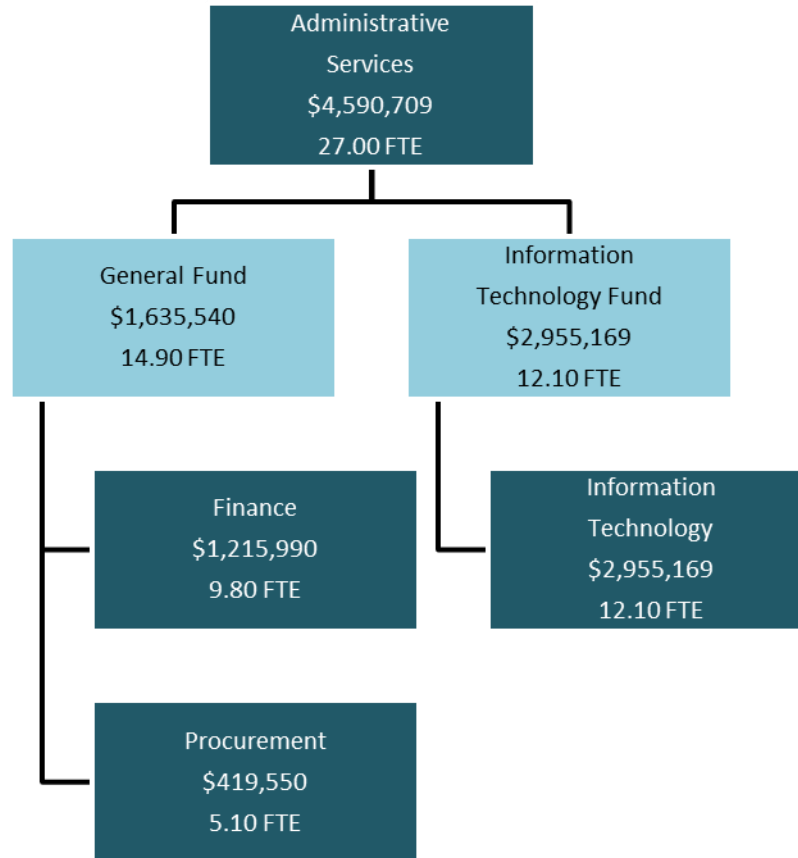 Administrative
Services
$4,590,709
27.00 FTE
General Fund
$1,635,540
14.90 FTE
Information
Technology Fund
$2,955,169
12.10 FTE
Finance
$1,215,990
9.80 FTE
Information
Technology
$2,955,169
12.10 FTE
Procurement
$419,550
5.10 FTE